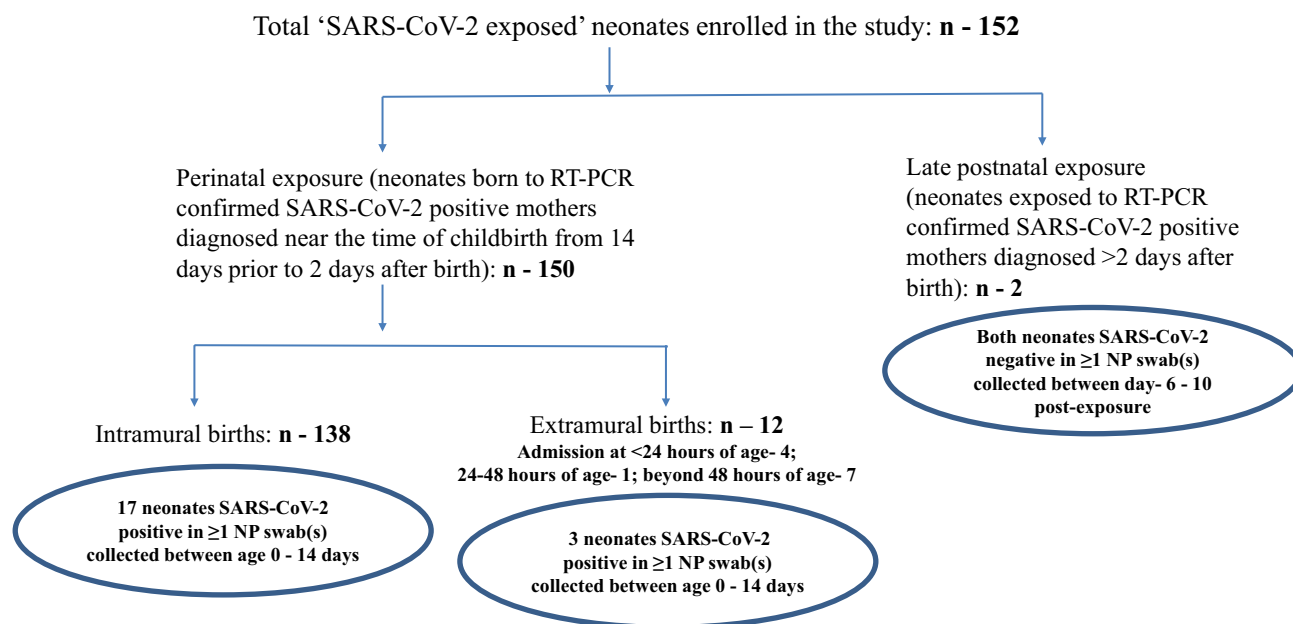 Total ‘SARS-CoV-2 exposed’ neonates enrolled in the study: n - 152
Perinatal exposure (neonates born to RT-PCR
confirmed SARS-CoV-2 positive mothers
diagnosed near the time of childbirth from 14
days prior to 2 days after birth): n - 150
Late postnatal exposure
(neonates exposed to RT-PCR
confirmed SARS-CoV-2 positive
mothers diagnosed >2 days after
birth): n - 2
Both neonates SARS-CoV-2
negative in ≥1 NP swab(s)
collected between day- 6 - 10
post-exposure
Intramural births: n - 138
17 neonates SARS-CoV-2
positive in ≥1 NP swab(s)
collected between age 0 - 14 days
Extramural births: n – 12
Admission at <24 hours of age- 4;
24-48 hours of age- 1; beyond 48 hours of age- 7
3 neonates SARS-CoV-2
positive in ≥1 NP swab(s)
collected between age 0 - 14 days